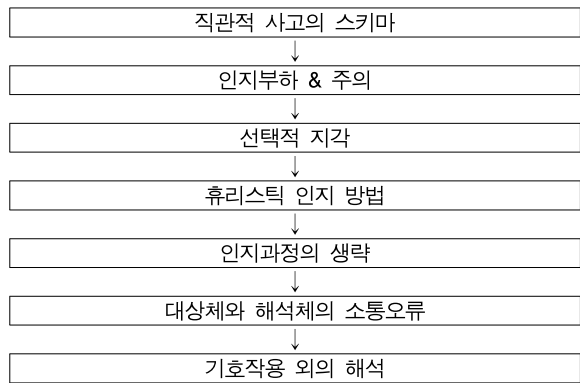 직관적 사고의 스키마
인지부하 & 주의
선택적 지각
휴리스틱 인지 방법
인지과정의 생략
대상체와 해석체의 소통오류
기호작용 외의 해석